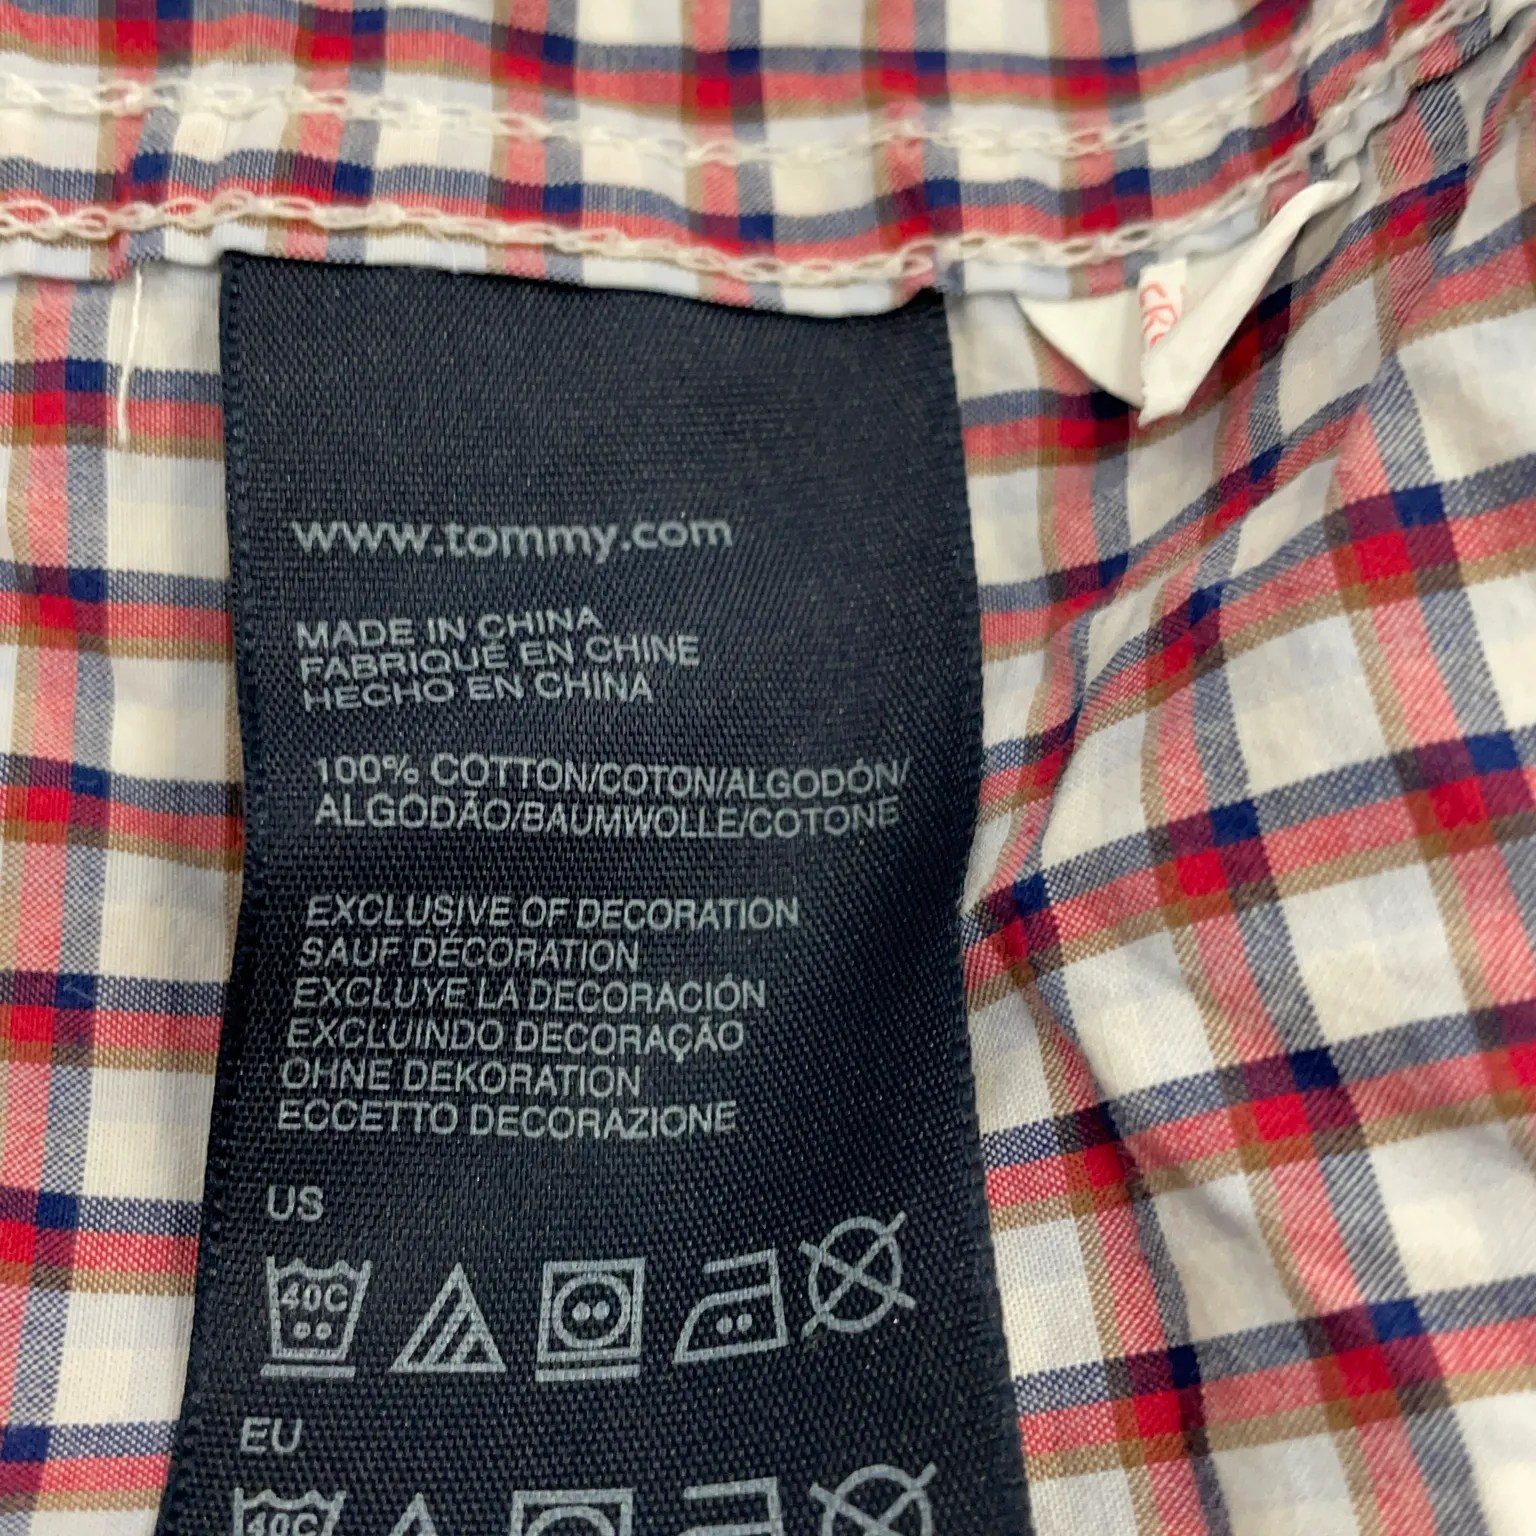 www.tommy.com
MADE IN CHINA
FABRIQUÉ EN CHINE
HECHO EN CHINA
100% COTTON/COTON/ALGODÓN/
ALGODÃO/BAUMWOLLE/COTONE
EXCLUSIVE OF DECORATION
SAUF DÉCORATION
EXCLUYE LA DECORACIÓN
EXCLUINDO DECORAÇÃO
OHNE DEKORATION
ECCETTO DECORAZIONE
US
40C
EU
40C